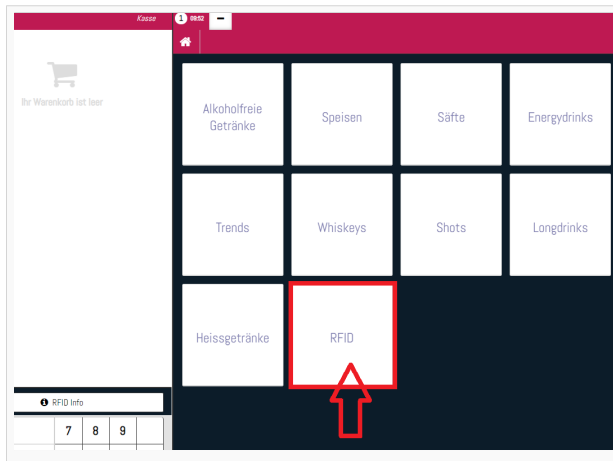 Kasse
1 09:52
Ihr Warenkorb ist leer
Alkoholfreie
Getränke
Speisen
Säfte
Energydrinks
Trends
Whiskeys
Shots
Longdrinks
Heissgetränke
RFID
RFID Info
7 8 9